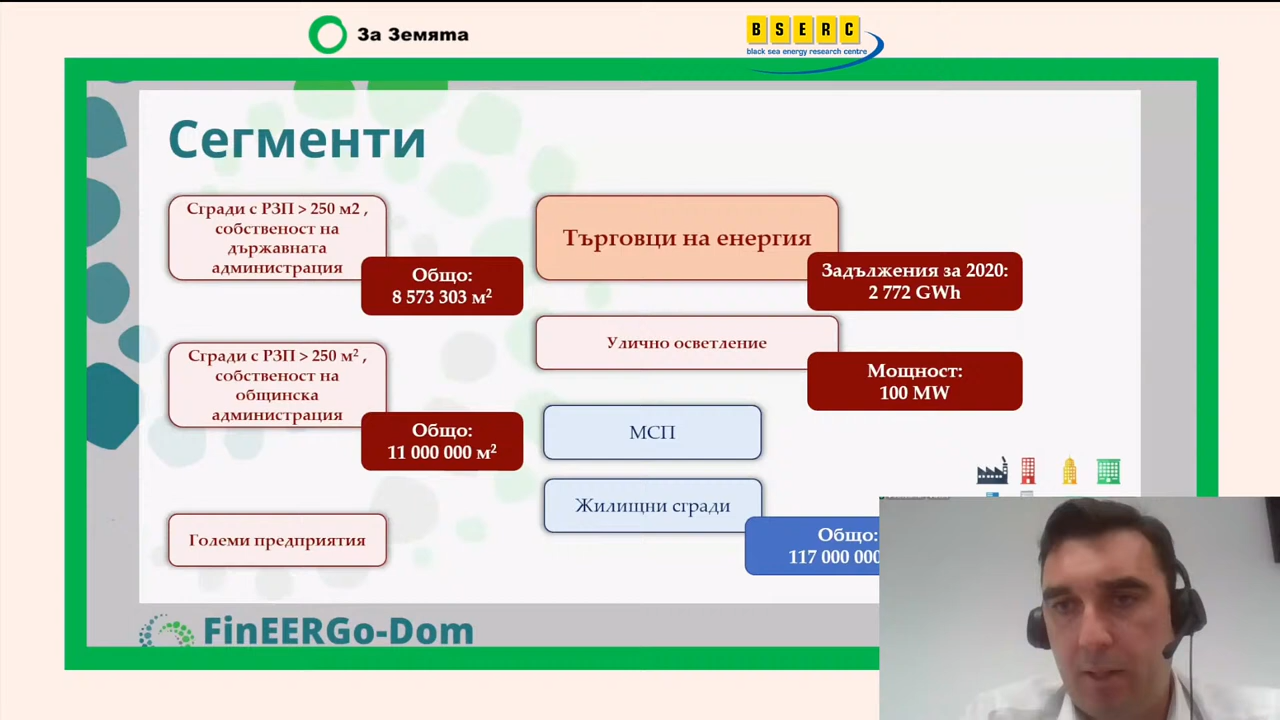 За Земята
BSERC
black sea energy research centre
Сегменти
Сгради с РЗП > 250 м2 ,
собственост на
държавната
администрация
Общо:
8 573 303 м²
Сгради с РЗП > 250 м² ,
собственост на
общинска
администрация
Общо:
11 000 000 м²
Големи предприятия
Търговци на енергия
Задължения за 2020:
2 772 GWh
Улично осветление
Мощност:
100 MW
МСП
Жилищни сгради
Общо:
117 000 000
FinEERGo-Dom